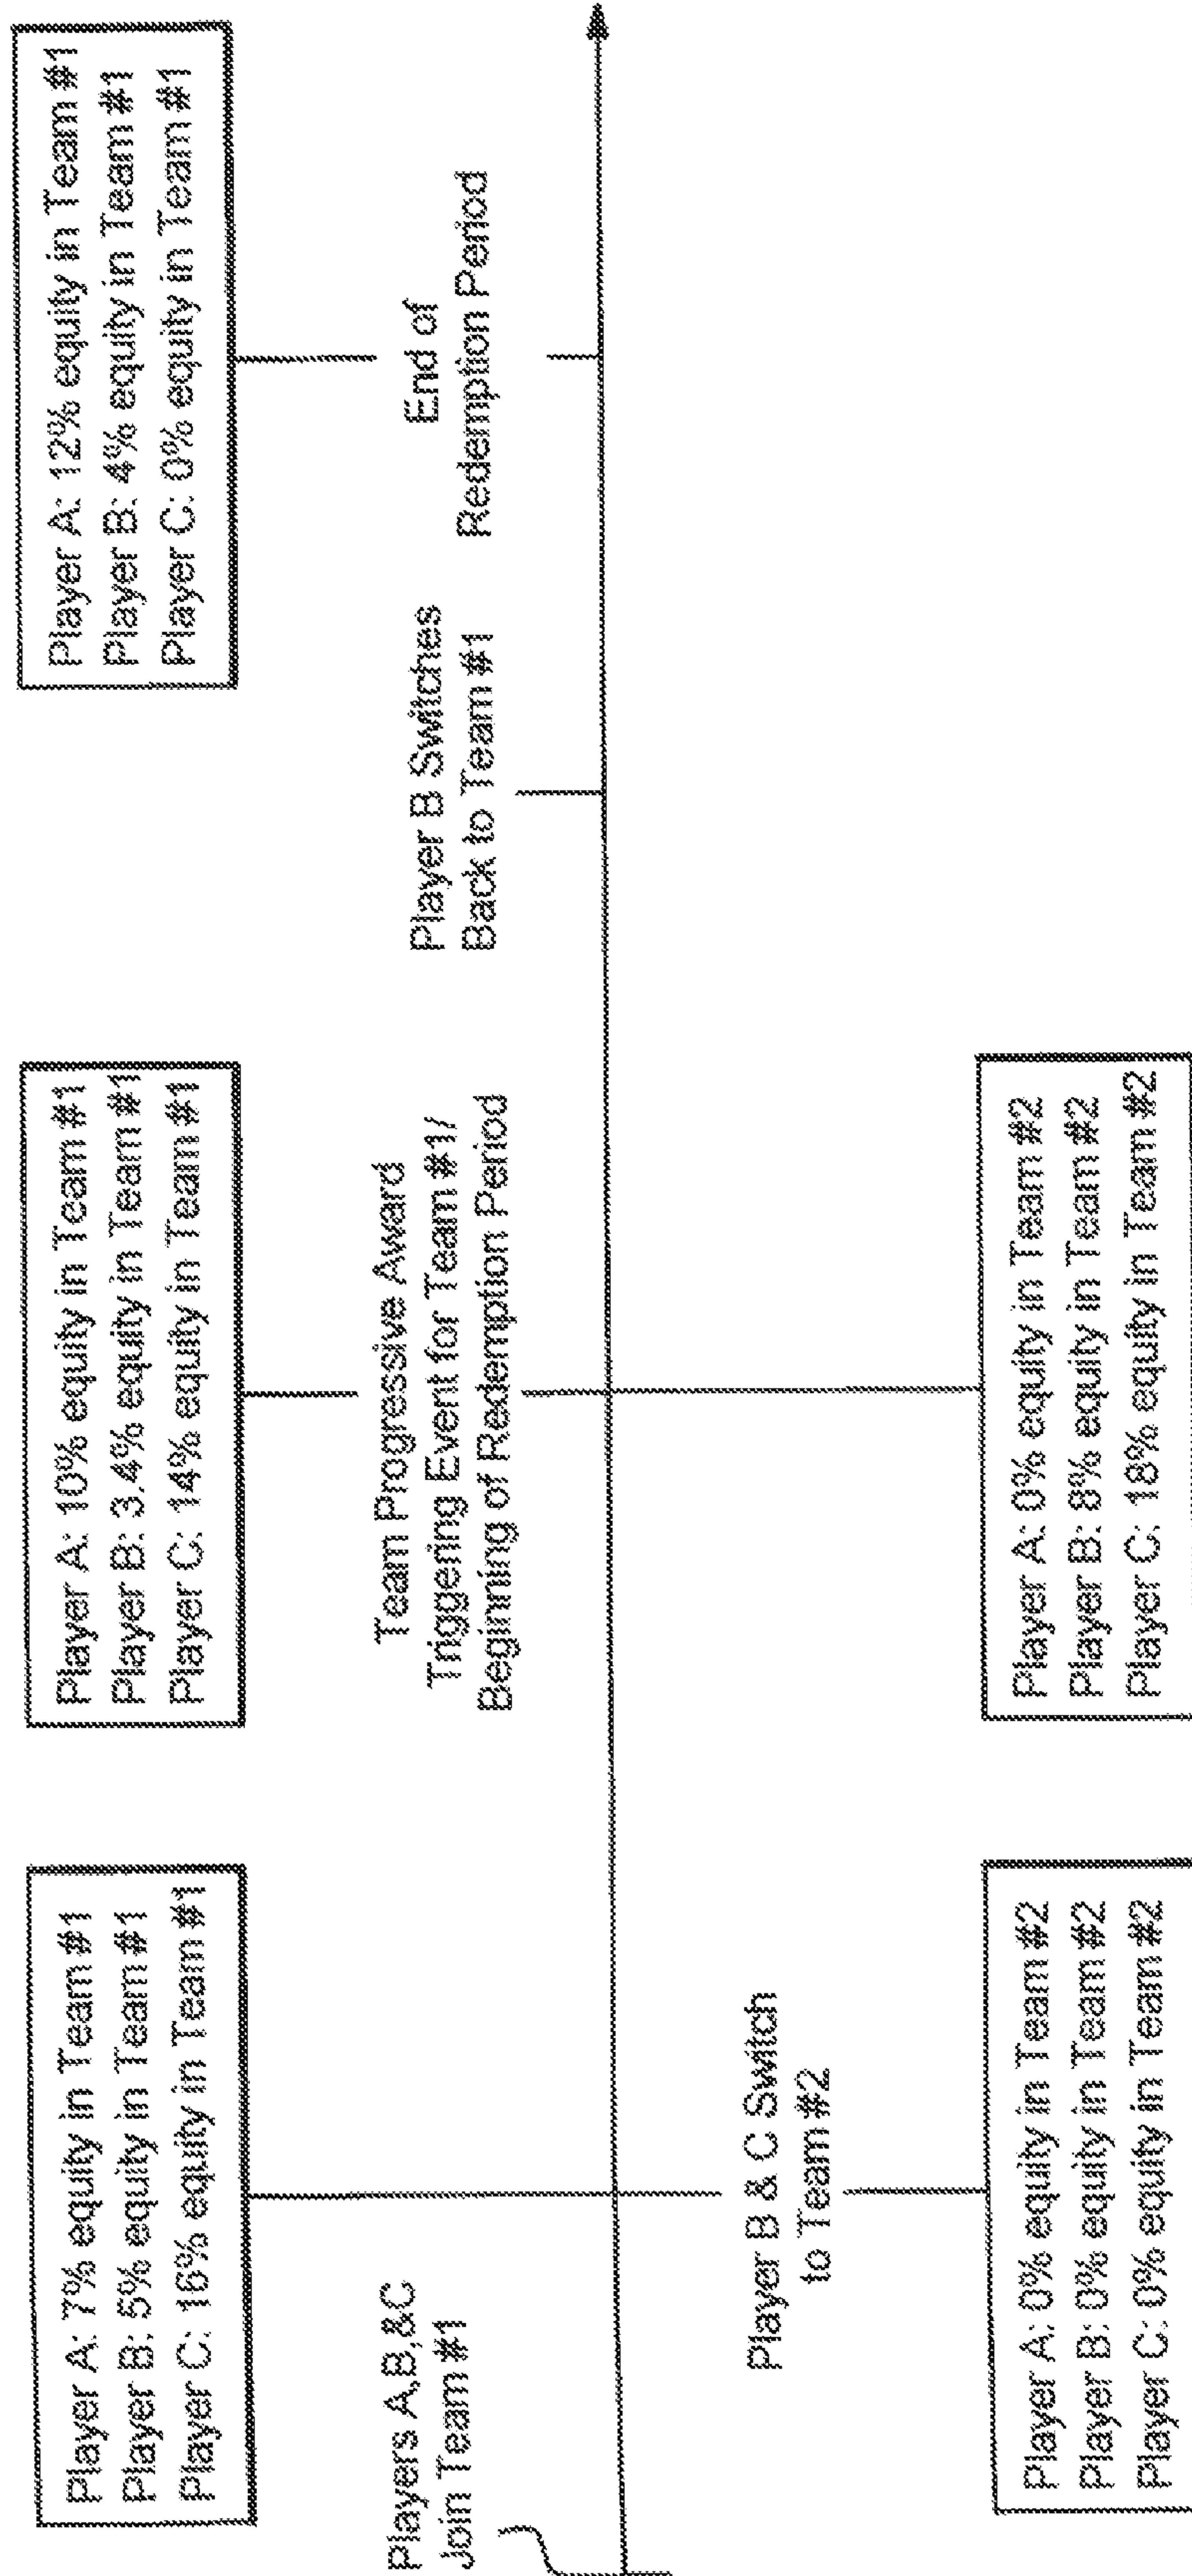 Player A: 7% equity in Team #1
Player B: 5% equity in Team #1
Player C: 16% equity in Team #1
Player A: 10% equity in Team #1
Player B: 3.4% equity in Team #1
Player C: 14% equity in Team #1
Player A: 12% equity in Team #1
Player B: 4% equity in Team #1
Player C: 0% equity in Team #1
Players A,B,&C
Join Team #1
Team Progressive Award
Triggering Event for Team #1/
Beginning of Redemption Period
Player B Switches
Back to Team #1
End of
Redemption Period
Player B & C Switch
to Team #2
Player A: 0% equity in Team #2
Player B: 0% equity in Team #2
Player C: 0% equity in Team #2
Player A: 0% equity in Team #2
Player B: 8% equity in Team #2
Player C: 18% equity in Team #2